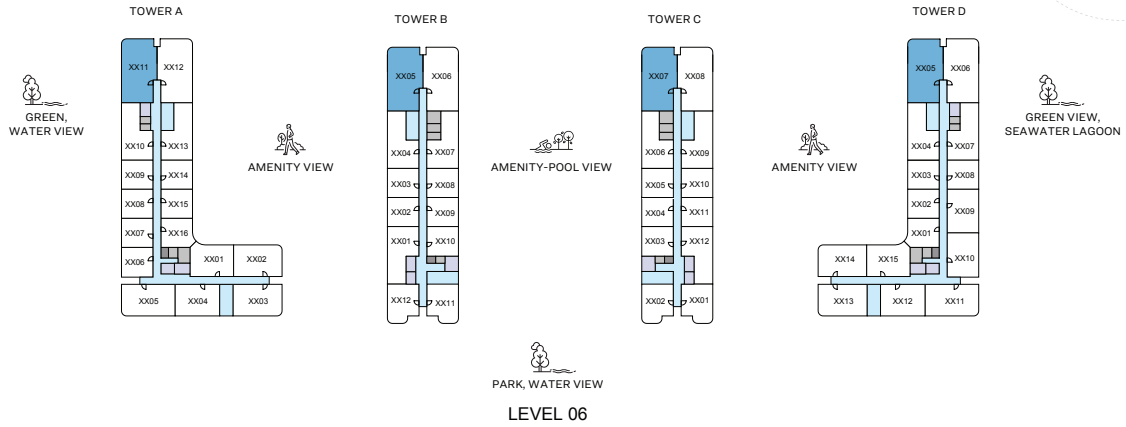 TOWER A
TOWER B
TOWER C
TOWER D
XX11
XX12
XX05
XX06
XX07
XX08
XX05
XX06
GREEN,
WATER VIEW
AMENITY VIEW
AMENITY-POOL VIEW
AMENITY VIEW
GREEN VIEW,
SEAWATER LAGOON
XX10
XX13
XX09
XX14
XX08
XX15
XX07
XX16
XX06
XX01
XX02
XX05
XX04
XX03
XX04
XX07
XX03
XX08
XX02
XX09
XX01
XX10
XX12
XX11
XX06
XX09
XX05
XX10
XX04
XX11
XX03
XX12
XX02
XX01
XX04
XX07
XX03
XX08
XX02
XX09
XX01
XX14
XX15
XX10
XX13
XX12
XX11
PARK, WATER VIEW
LEVEL 06